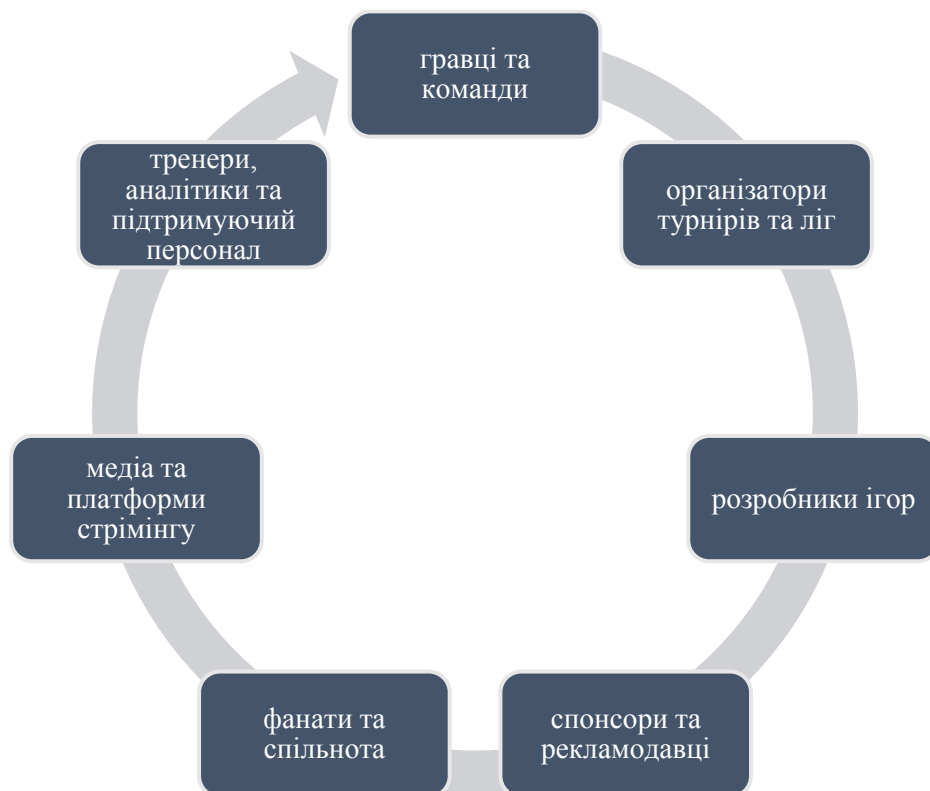 гравці та
команди
організатори
турнірів та ліг
розробники ігор
спонсори та
рекламодавці
фанати та
спільнота
медіа та
платформи
стрімінгу
тренери,
аналітики та
підтримуючий
персонал